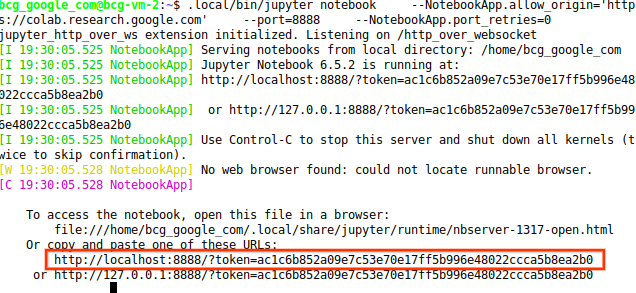 bcg_google_com@bcg-vm-2:~$ .local/bin/jupyter notebook    --NotebookApp.allow_origin='http
s://colab.research.google.com'    --port=8888    --NotebookApp.port_retries=0
jupyter_http_over_ws extension initialized. Listening on /http_over_websocket
[I 19:30:05.525 NotebookApp] Serving notebooks from local directory: /home/bcg_google_com
[I 19:30:05.525 NotebookApp] Jupyter Notebook 6.5.2 is running at:
[I 19:30:05.525 NotebookApp] http://localhost:8888/?token=ac1c6b852a09e7c53e70e17ff5b996e48
022ccca5b8ea2b0
[I 19:30:05.525 NotebookApp]  or http://127.0.0.1:8888/?token=ac1c6b852a09e7c53e70e17ff5b99
6e48022ccca5b8ea2b0
[I 19:30:05.525 NotebookApp] Use Control-C to stop this server and shut down all kernels (t
wice to skip confirmation).
[W 19:30:05.528 NotebookApp] No web browser found: could not locate runnable browser.
[C 19:30:05.528 NotebookApp]
To access the notebook, open this file in a browser:
file:///home/bcg_google_com/.local/share/jupyter/runtime/nbserver-1317-open.html
Or copy and paste one of these URLs:
http://localhost:8888/?token=ac1c6b852a09e7c53e70e17ff5b996e48022ccca5b8ea2b0
or http://127.0.0.1:8888/?token=ac1c6b852a09e7c53e70e17ff5b996e48022ccca5b8ea2b0